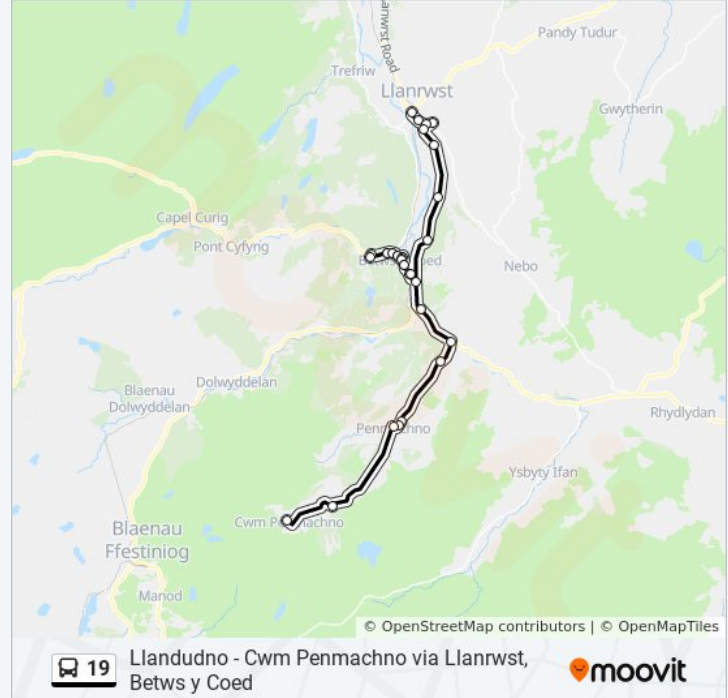 Pandy Tudur
anwrst Road
Trefriw
Llanrwst
Gwytherin
Capel Curig
Pont Cyfyng
Nebo
Dolwyddelan
Blaenau
Dolwyddelan
Rhydlydan
Penmachno
Ysbyty Ifan
Cwm Penmachno
Blaenau
Ffestiniog
Manod
© OpenStreetMap contributors | © OpenMapTiles
19
Llandudno - Cwm Penmachno via Llanrwst,
Betws y Coed
moovit